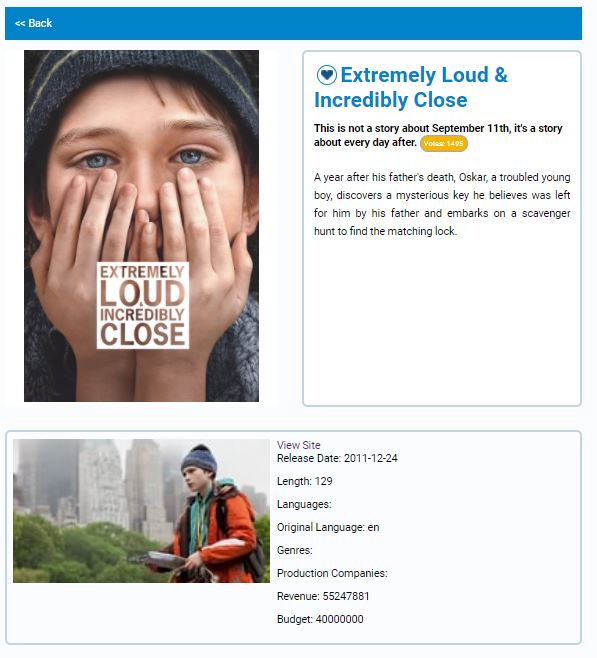 << Back
EXTREMELY
LOUD
&
INCREDIBLY
CLOSE
Extremely Loud &
Incredibly Close
This is not a story about September 11th, it's a story
about every day after. Votes: 1495
A year after his father's death, Oskar, a troubled young
boy, discovers a mysterious key he believes was left
for him by his father and embarks on a scavenger
hunt to find the matching lock.
View Site
Release Date: 2011-12-24
Length: 129
Languages:
Original Language: en
Genres:
Production Companies:
Revenue: 55247881
Budget: 40000000